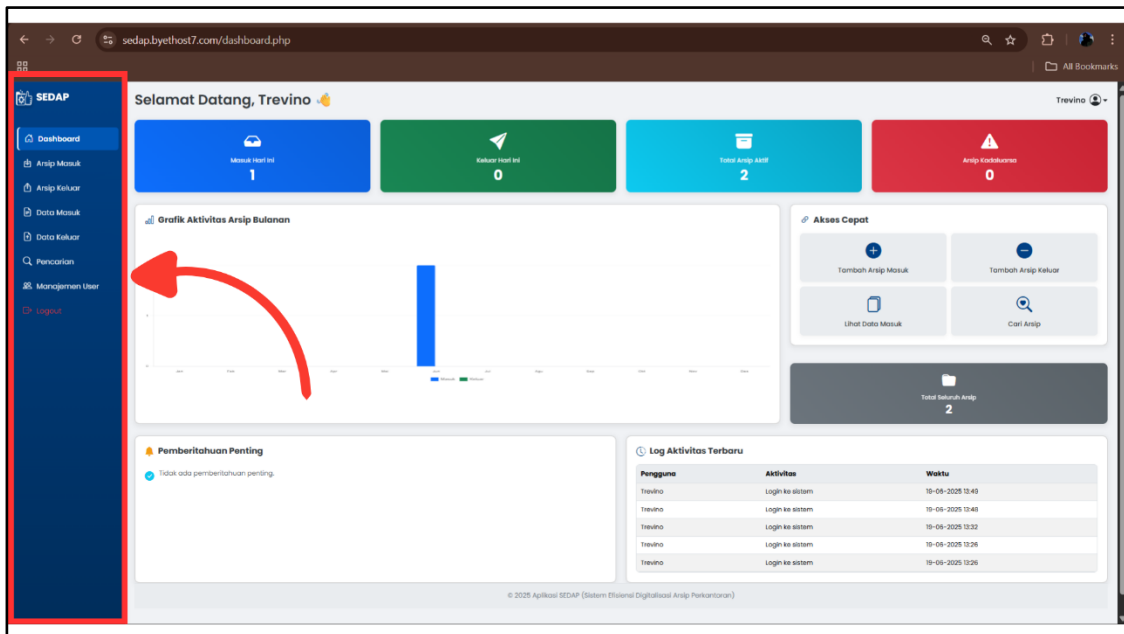 sedap.byethost7.com/dashboard.php
All Bookmarks
SEDAP
Dashboard
Arsip Masuk
Arsip Keluar
Data Masuk
Data Keluar
Pencarian
Manajemen User
Logout
Selamat Datang, Trevino 👋
Trevino
Masuk Hari Ini
1
Keluar Hari Ini
0
Total Arsip Aktif
2
Arsip Kadaluarsa
0
Grafik Aktivitas Arsip Bulanan
Akses Cepat
Tambah Arsip Masuk
Tambah Arsip Keluar
Lihat Data Masuk
Cari Arsip
Total Seluruh Arsip
2
Pemberitahuan Penting
Tidak ada pemberitahuan penting.
Log Aktivitas Terbaru
Pengguna Aktivitas Waktu
Trevino Login ke sistem 19-06-2025 13:49
Trevino Login ke sistem 19-06-2025 13:48
Trevino Login ke sistem 19-06-2025 13:32
Trevino Login ke sistem 19-06-2025 13:26
Trevino Login ke sistem 19-06-2025 13:26
© 2025 Aplikasi SEDAP (Sistem Efisiensi Digitalisasi Arsip Perkantoran)